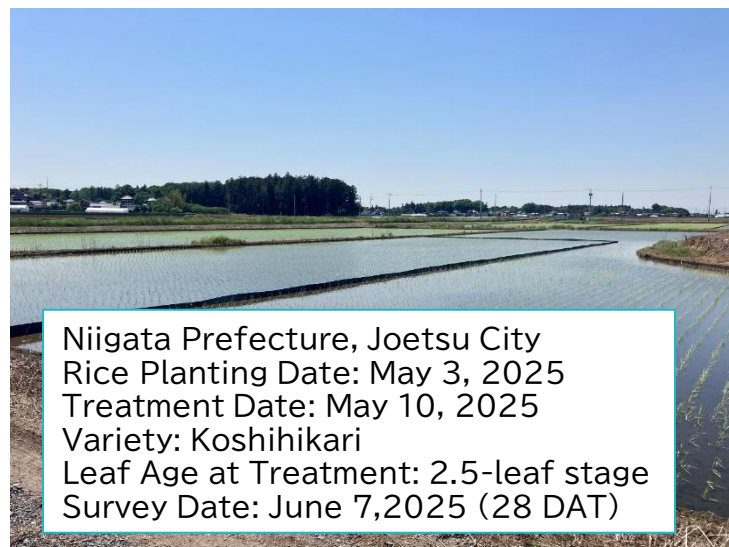 Niigata Prefecture, Joetsu City
Rice Planting Date: May 3, 2025
Treatment Date: May 10, 2025
Variety: Koshihikari
Leaf Age at Treatment: 2.5-leaf stage
Survey Date: June 7,2025 (28 DAT)